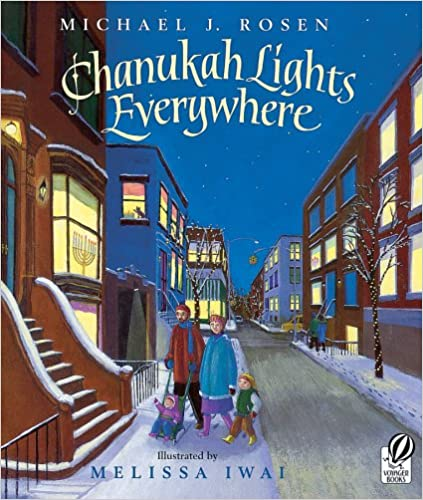 MICHAEL J. ROSEN
Chanukah Lights
Everywhere
Illustrated by
MELISSA IWAI
VOYAGER
BOOKS